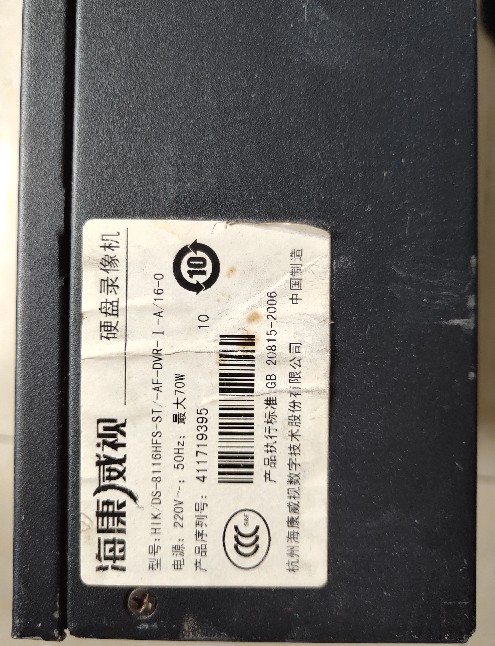 海康威视 硬盘录像机
型号:HIK/DS-8116HFS-ST/-AF-DVR-Ⅰ-A/16-0
电源: 220V~; 50Hz; 最大70W
产品序列号: 411719395 10
10
CCC S&E
产品执行标准:GB 20815-2006
杭州海康威视数字技术股份有限公司 中国制造